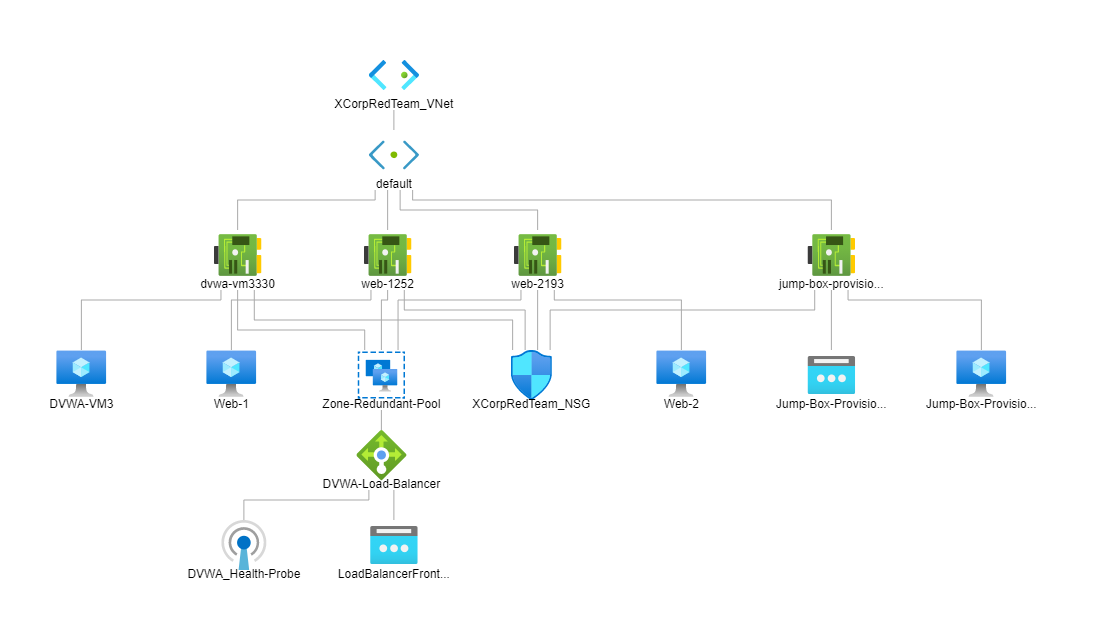 XCorpRedTeam_VNet
default
dvwa-vm3330
web-1252
web-2193
jump-box-provisio...
DVWA-VM3
Web-1
Zone-Redundant-Pool
XCorpRedTeam_NSG
Web-2
Jump-Box-Provisio...
Jump-Box-Provisio...
DVWA-Load-Balancer
DVWA_Health-Probe
LoadBalancerFront...